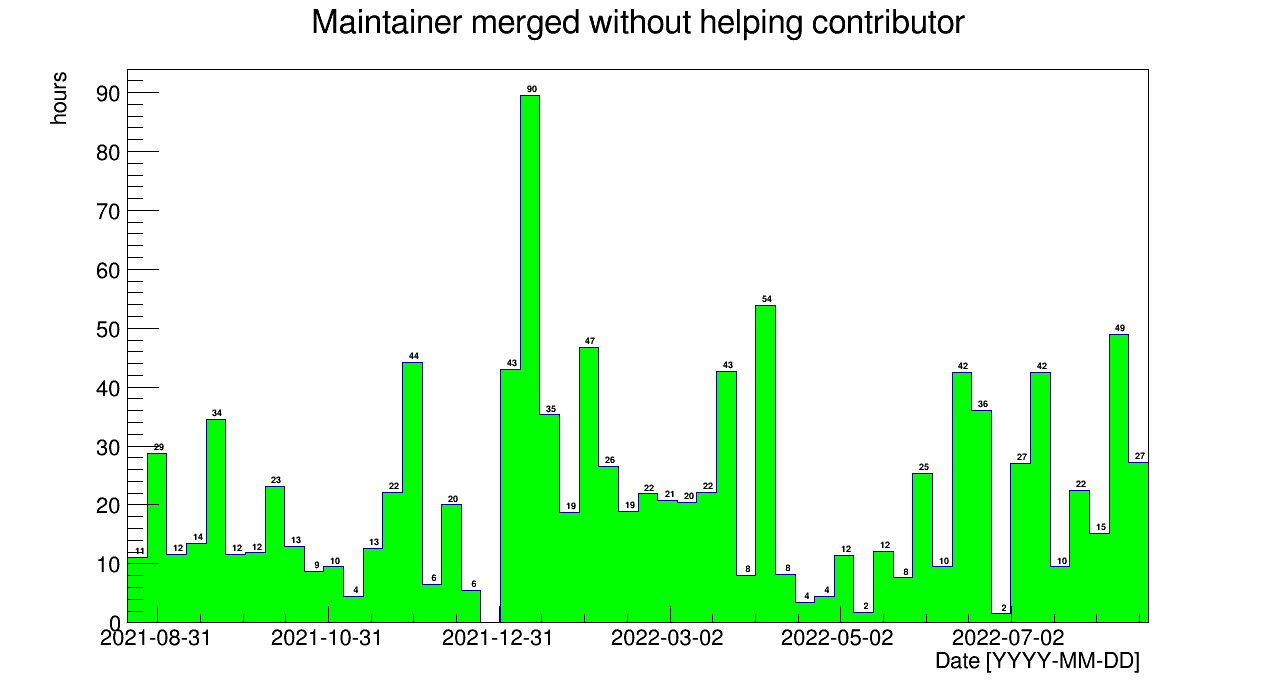 Maintainer merged without helping contributor
hours
90
80
70
60
50
40
30
20
10
0
11 29 12 14 34 12 12 23 13 9 10 4 13 22 44 6 20 6 43 90 35 19 47 26 19 22 21 20 22 43 8 54 8 4 4 12 2 12 8 25 10 42 36 2 27 42 10 22 15 49 27
2021-08-31 2021-10-31 2021-12-31 2022-03-02 2022-05-02 2022-07-02
Date [YYYY-MM-DD]